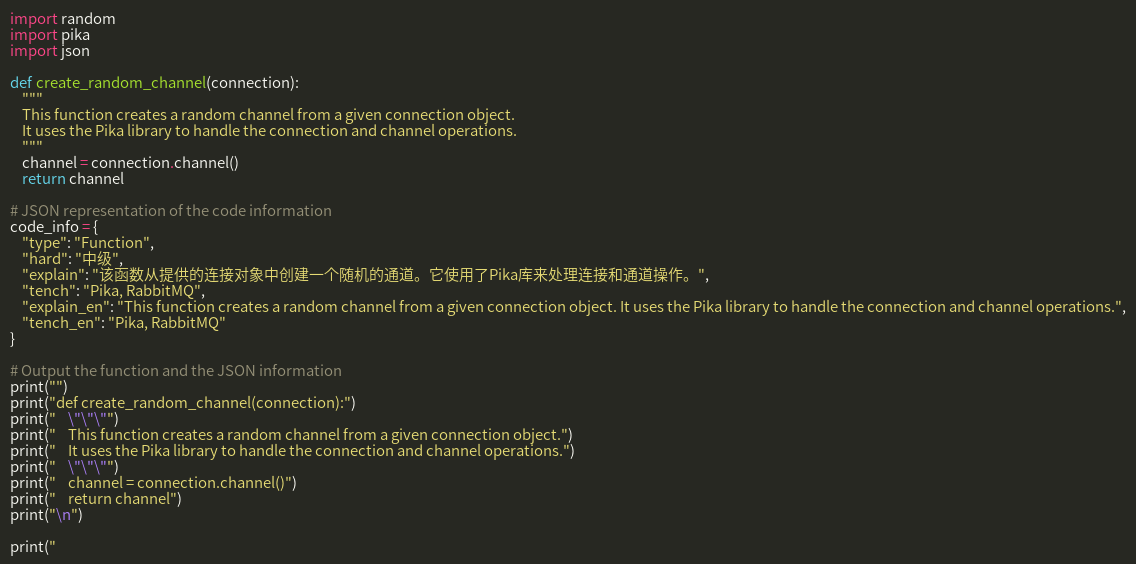 import random
import pika
import json
def create_random_channel(connection):
"""
This function creates a random channel from a given connection object.
It uses the Pika library to handle the connection and channel operations.
"""
channel = connection.channel()
return channel
# JSON representation of the code information
code_info = {
"type": "Function",
"hard": "中级",
"explain": "该函数从提供的连接对象中创建一个随机的通道。它使用了Pika库来处理连接和通道操作。",
"tench": "Pika, RabbitMQ",
"explain_en": "This function creates a random channel from a given connection object. It uses the Pika library to handle the connection and channel operations.",
"tench_en": "Pika, RabbitMQ"
}
# Output the function and the JSON information
print("")
print("def create_random_channel(connection):")
print("    \"\"\"")
print("    This function creates a random channel from a given connection object.")
print("    It uses the Pika library to handle the connection and channel operations.")
print("    \"\"\"")
print("    channel = connection.channel()")
print("    return channel")
print("\n")
print("